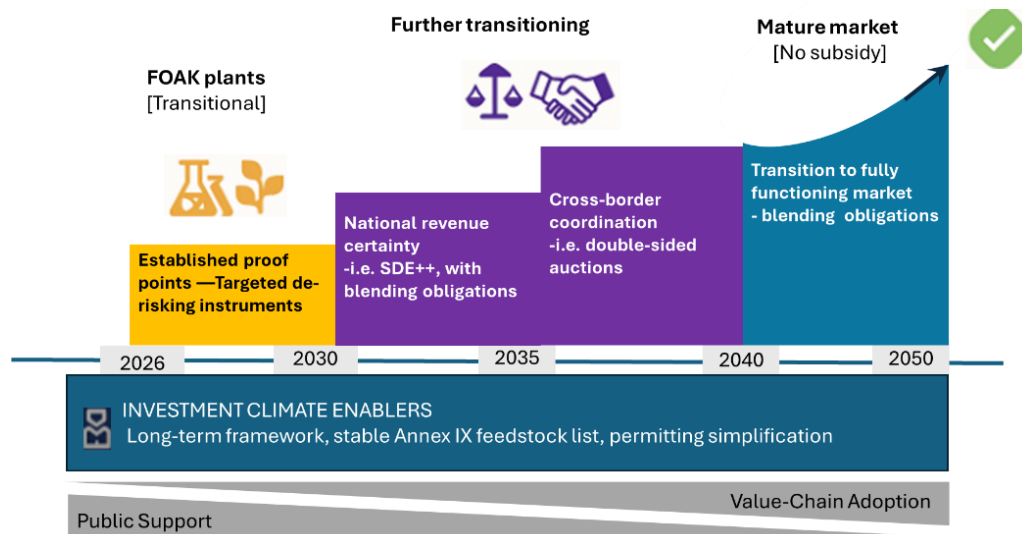 Further transitioning
Mature market
[No subsidy]
FOAK plants
[Transitional]
Established proof
points —Targeted de-
risking instruments
National revenue
certainty
-i.e. SDE++, with
blending obligations
Cross-border
coordination
-i.e. double-sided
auctions
Transition to fully
functioning market
- blending obligations
2026
2030
2035
2040
2050
INVESTMENT CLIMATE ENABLERS
Long-term framework, stable Annex IX feedstock list, permitting simplification
Value-Chain Adoption
Public Support